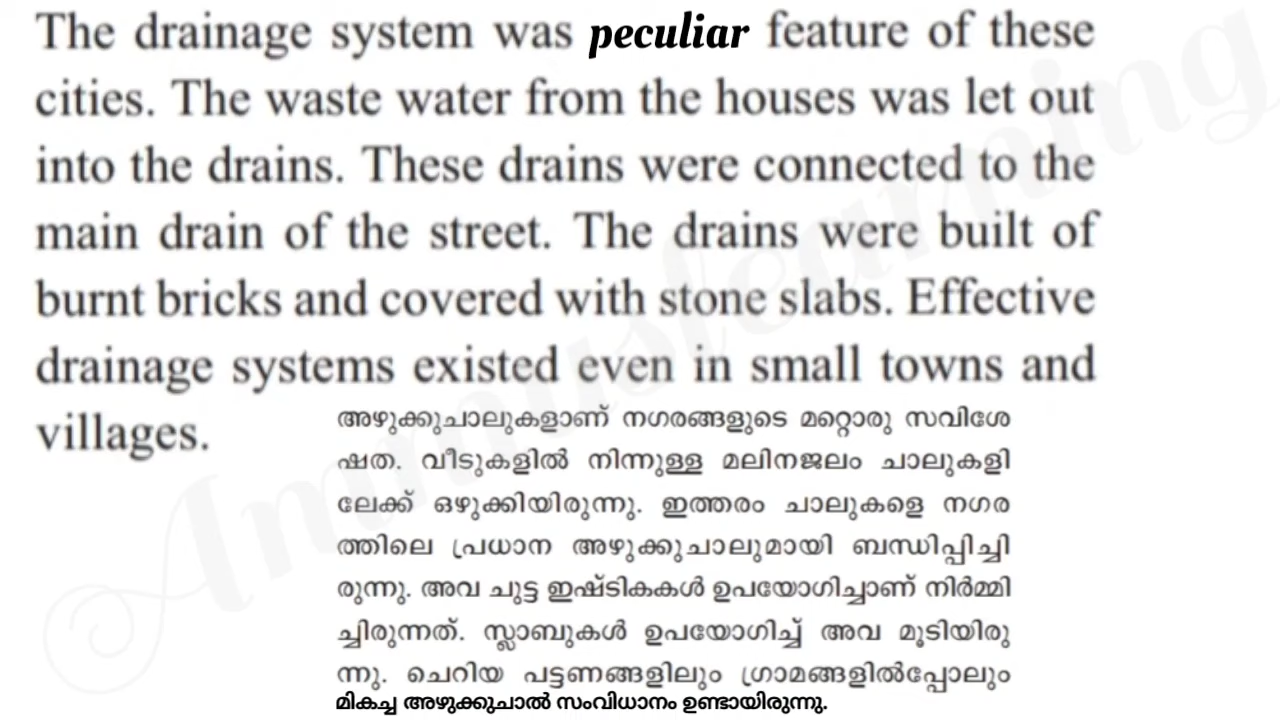 The drainage system was peculiar feature of these
cities. The waste water from the houses was let out
into the drains. These drains were connected to the
main drain of the street. The drains were built of
burnt bricks and covered with stone slabs. Effective
drainage systems existed even in small towns and
villages.
അഴുക്കുചാലുകളാണ് നഗരങ്ങളുടെ മറ്റൊരു സവിശേ
ഷത. വീടുകളിൽ നിന്നുള്ള മലിനജലം ചാലുകളി
ലേക്ക് ഒഴുക്കിയിരുന്നു. ഇത്തരം ചാലുകളെ നഗര
ത്തിലെ പ്രധാന അഴുക്കുചാലുമായി ബന്ധിപ്പിച്ചി
രുന്നു. അവ ചുട്ട ഇഷ്ടികകൾ ഉപയോഗിച്ചാണ് നിർമ്മി
ച്ചിരുന്നത്. സ്ലാബുകൾ ഉപയോഗിച്ച് അവ മൂടിയിരു
ന്നു. ചെറിയ പട്ടണങ്ങളിലും ഗ്രാമങ്ങളിൽപ്പോലും
മികച്ച അഴുക്കുചാൽ സംവിധാനം ഉണ്ടായിരുന്നു.
Ammuslearning